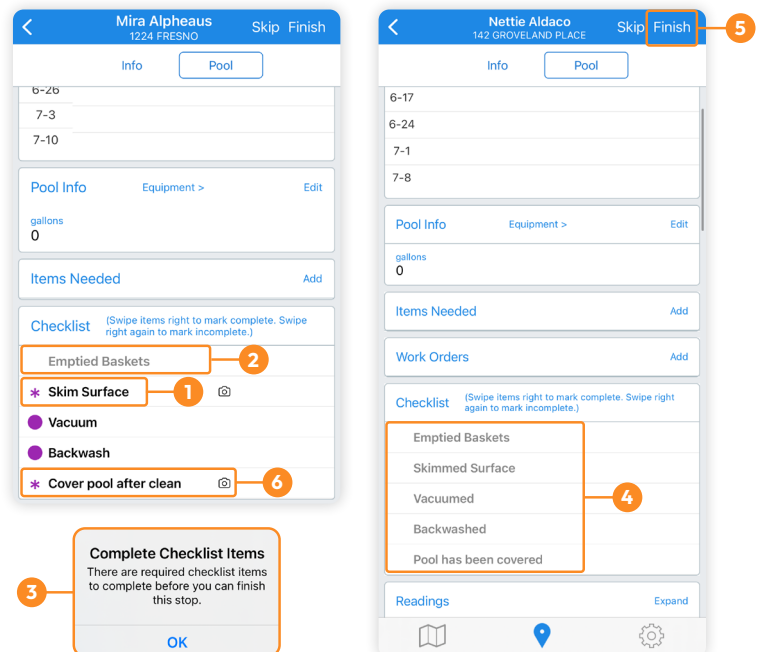 Mira Alpheaus
1224 FRESNO
Skip Finish
Info Pool
6-26
7-3
7-10
Pool Info Equipment > Edit
gallons
0
Items Needed Add
Checklist (Swipe items right to mark complete. Swipe
right again to mark incomplete.)
Emptied Baskets
2
* Skim Surface
1
Vacuum
Backwash
* Cover pool after clean
6
3
Complete Checklist Items
There are required checklist items
to complete before you can finish
this stop.
OK
Nettie Aldaco
142 GROVELAND PLACE
Skip Finish
5
Info Pool
6-17
6-24
7-1
7-8
Pool Info Equipment > Edit
gallons
0
Items Needed Add
Work Orders Add
Checklist (Swipe items right to mark complete. Swipe right
again to mark incomplete.)
Emptied Baskets
Skimmed Surface
Vacuumed
4
Backwashed
Pool has been covered
Readings Expand